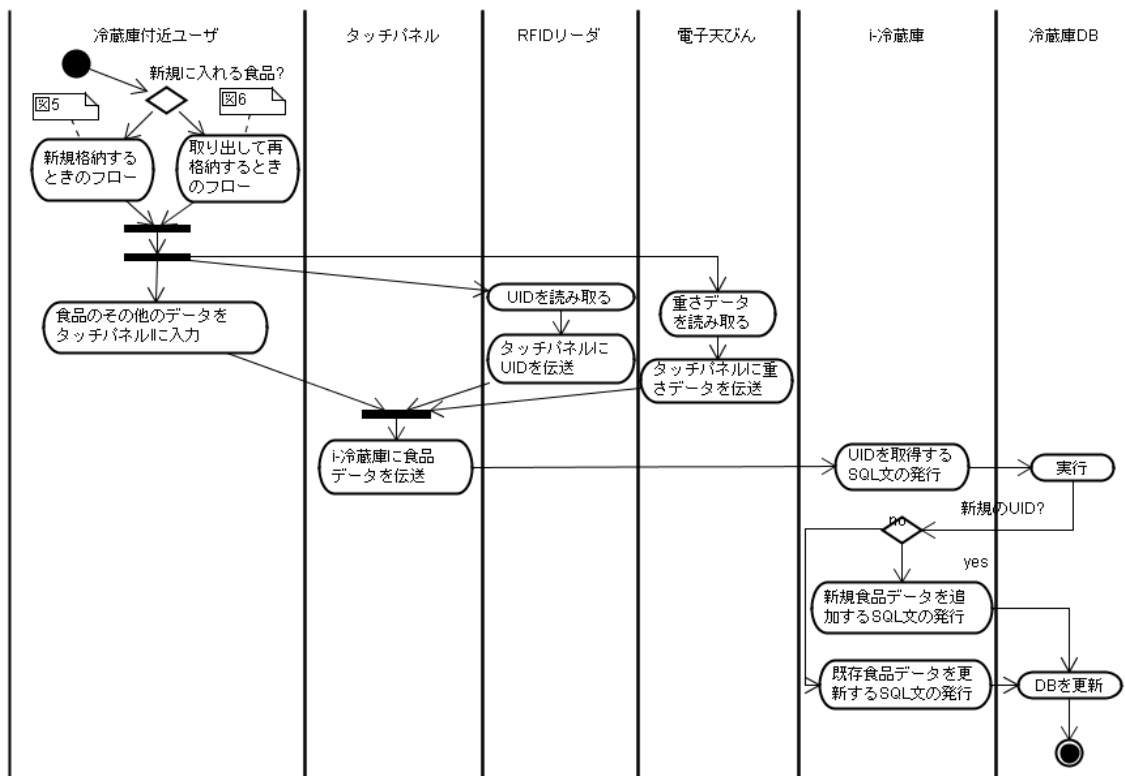 冷蔵庫付近ユーザ
タッチパネル
RFIDリーダ
電子天びん
i-冷蔵庫
冷蔵庫DB
新規に入れる食品?
図5
図6
新規格納する
ときのフロー
取り出して再
格納するとき
のフロー
食品のその他のデータを
タッチパネルに入力
UIDを読み取る
タッチパネルに
UIDを伝送
重さデータ
を読み取る
タッチパネルに重
さデータを伝送
i-冷蔵庫に食品
データを伝送
UIDを取得する
SQL文の発行
実行
新規のUID?
no
yes
新規食品データを追
加するSQL文の発行
既存食品データを更
新するSQL文の発行
DBを更新